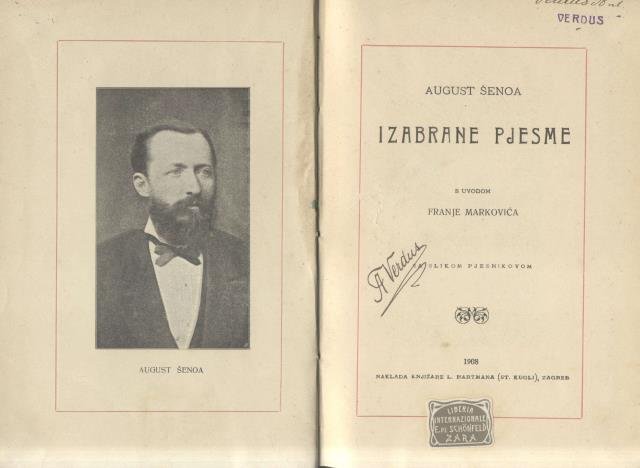 AUGUST ŠENOA
VERDUS
AUGUST ŠENOA
IZABRANE PJESME
S UVODOM
FRANJE MARKOVIĆA
A Verdus
SLIKOM PJESNIKOVOM
1908
NAKLADA KNJIŽARE L. HARTMANA (ST. KUGLI), ZAGREB
LIBERIA
INTERNAZIONALE
E. DE SCHÖNFELD
ZARA